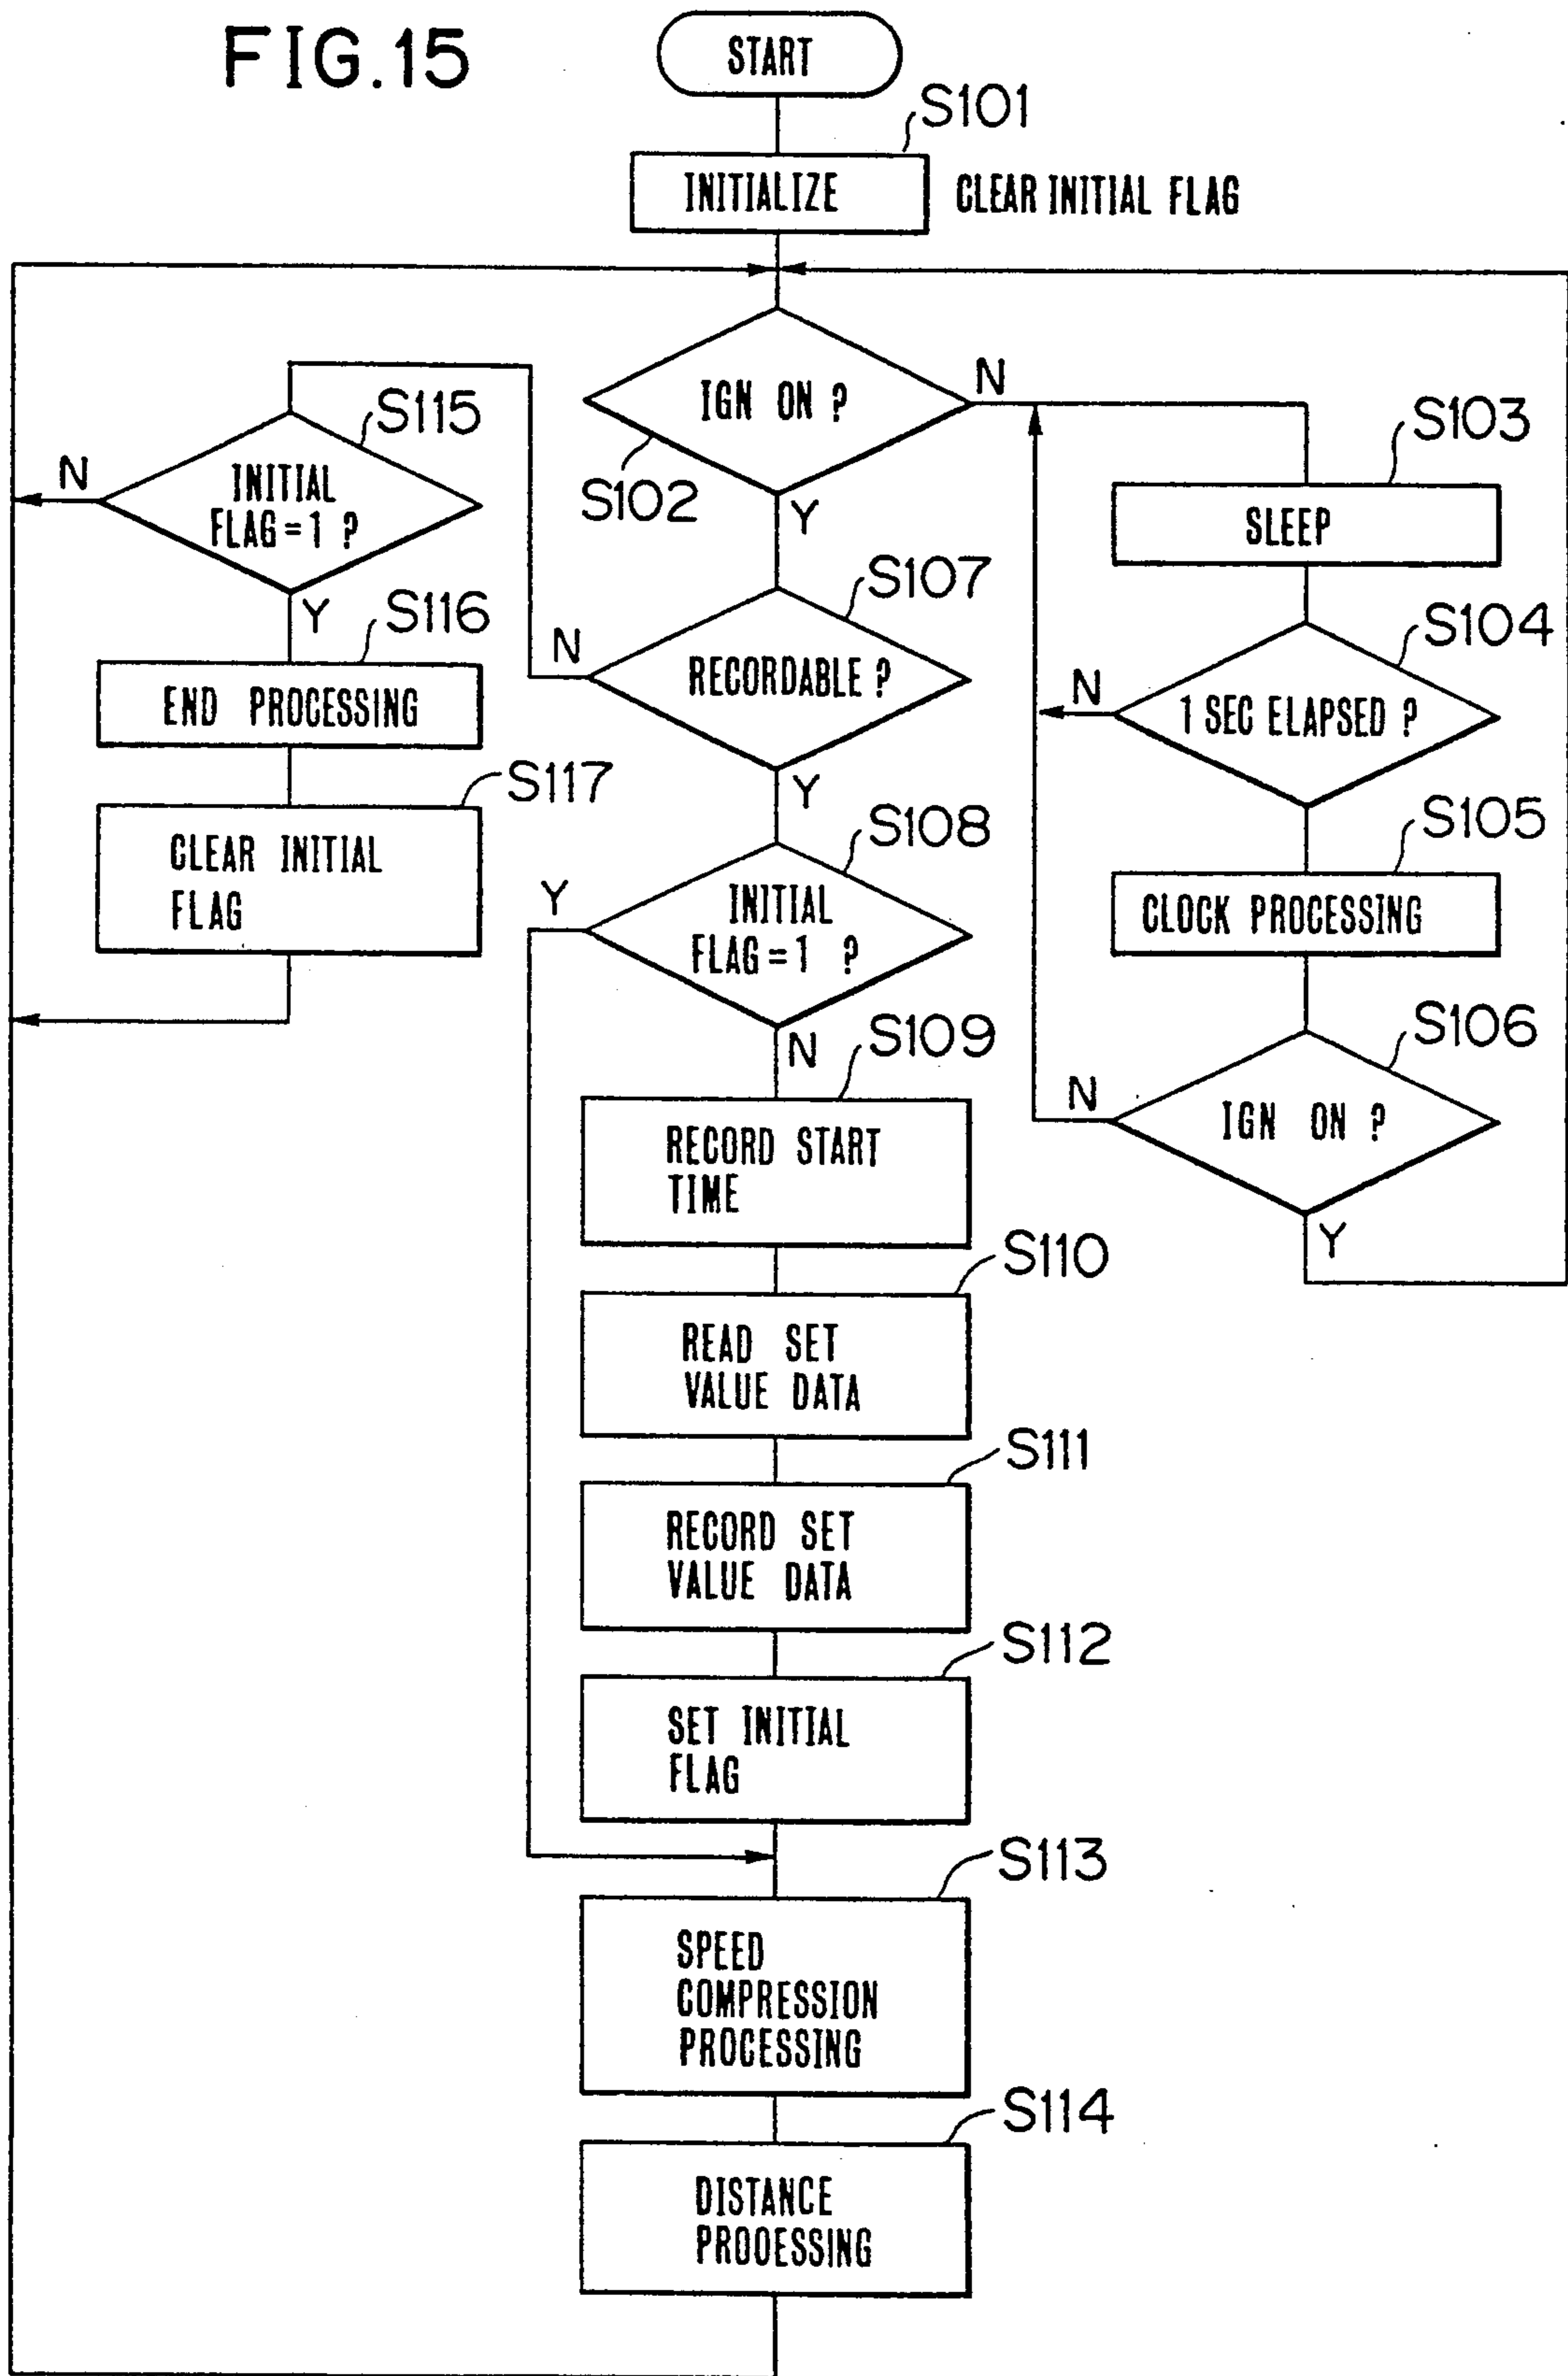 FIG.15
START
S101
INITIALIZE
CLEAR INITIAL FLAG
IGN ON ?
N
S102
Y
S115
N
INITIAL
FLAG = 1 ?
Y
S116
END PROCESSING
S117
CLEAR INITIAL
FLAG
S107
N
RECORDABLE ?
Y
S103
SLEEP
S104
N
1 SEC ELAPSED ?
S105
CLOCK PROCESSING
S106
N
IGN ON ?
Y
S108
Y
INITIAL
FLAG = 1 ?
N
S109
RECORD START
TIME
S110
READ SET
VALUE DATA
S111
RECORD SET
VALUE DATA
S112
SET INITIAL
FLAG
S113
SPEED
COMPRESSION
PROCESSING
S114
DISTANCE
PROOESSING